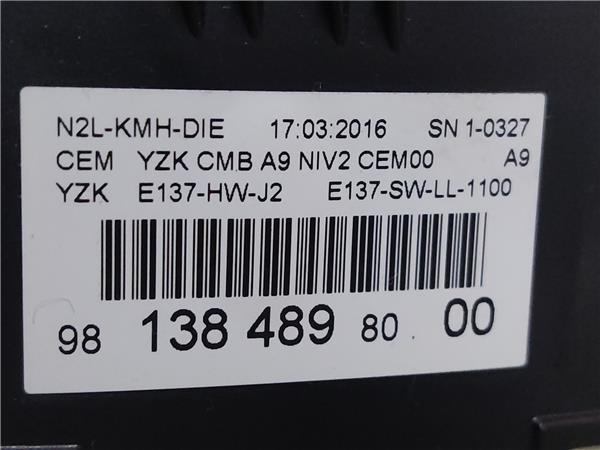 N2L-KMH-DIE 17:03:2016 SN 1-0327
CEM YZK CMB A9 NIV2 CEM00 A9
YZK E137-HW-J2 E137-SW-LL-1100
98 138 489 80 00